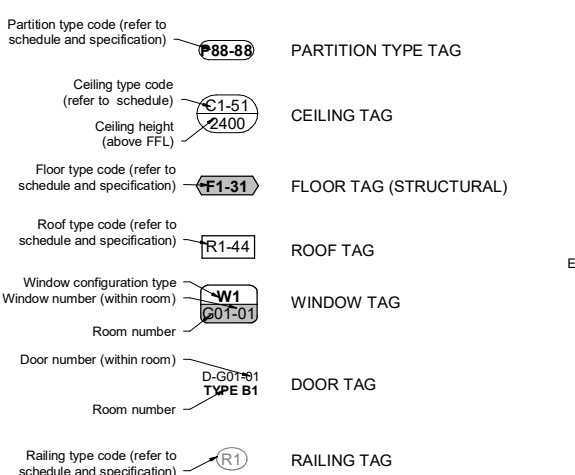 Partition type code (refer to
schedule and specification)
P88-88
PARTITION TYPE TAG
Ceiling type code
(refer to schedule)
Ceiling height
(above FFL)
C1-51
2400
CEILING TAG
Floor type code (refer to
schedule and specification)
F1-31
FLOOR TAG (STRUCTURAL)
Roof type code (refer to
schedule and specification)
R1-44
ROOF TAG
Window configuration type
Window number (within room)
Room number
W1
G01-01
WINDOW TAG
Door number (within room)
Room number
D-G01-01
TYPE B1
DOOR TAG
Railing type code (refer to
schedule and specification)
R1
RAILING TAG
E